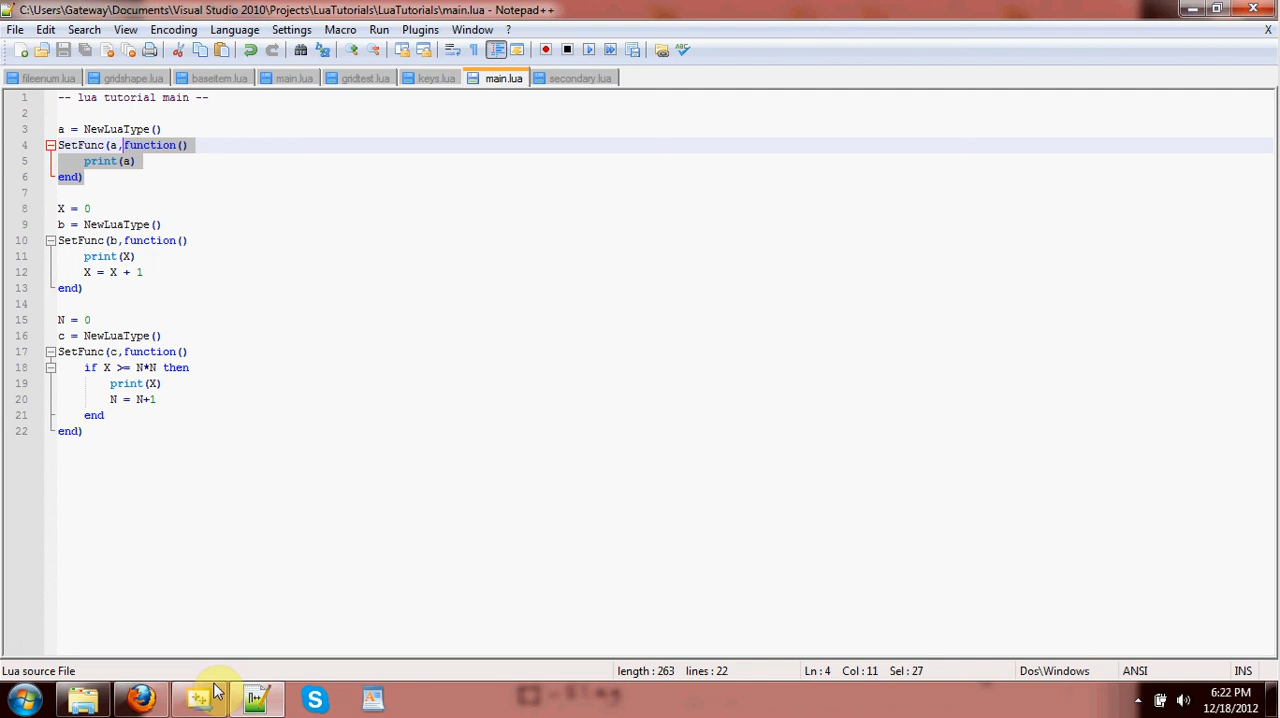 C:\Users\Gateway\Documents\Visual Studio 2010\Projects\LuaTutorials\LuaTutorials\main.lua - Notepad++
File Edit Search View Encoding Language Settings Macro Run Plugins Window ?
fileenum.lua gridshape.lua baseitem.lua main.lua gridtest.lua keys.lua main.lua secondary.lua
1 -- lua tutorial main --
2
3 a = NewLuaType()
4 SetFunc(a,function()
5 print(a)
6 end)
7
8 X = 0
9 b = NewLuaType()
10 SetFunc(b,function()
11 print(X)
12 X = X + 1
13 end)
14
15 N = 0
16 c = NewLuaType()
17 SetFunc(c,function()
18 if X >= N*N then
19 print(X)
20 N = N+1
21 end
22 end)
Lua source File length : 263 lines : 22 Ln : 4 Col : 11 Sel : 27 Dos\Windows ANSI INS
6:22 PM
12/18/2012